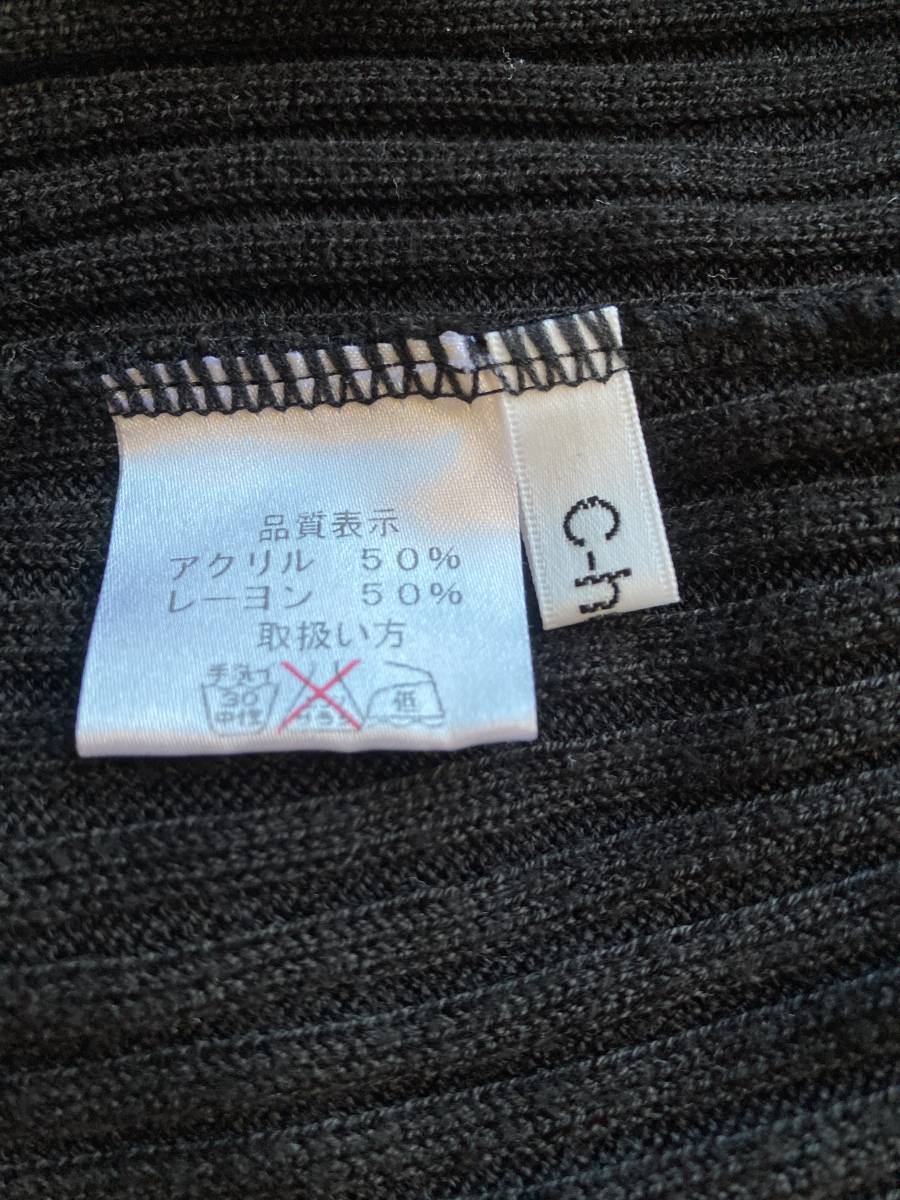 品質表示
アクリル 50%
レーヨン 50%
取扱い方
手洗イ
30
中性
低
C-h